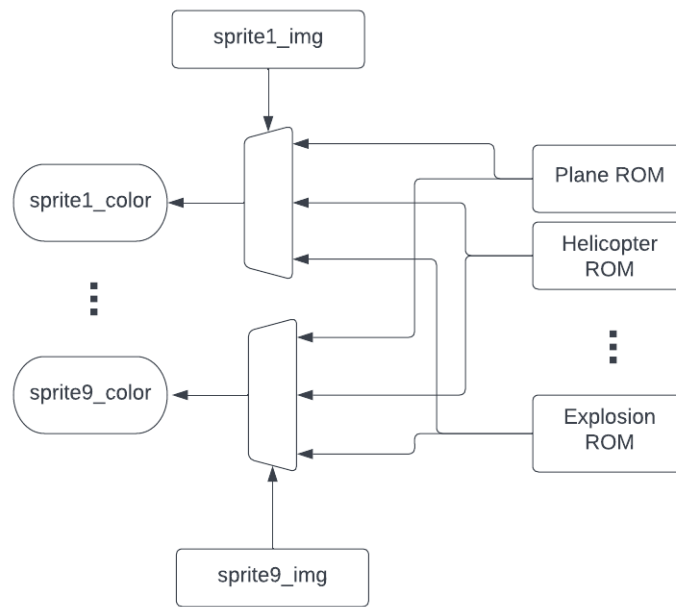 sprite1_img
sprite1_color
Plane ROM
Helicopter
ROM
sprite9_color
Explosion
ROM
sprite9_img